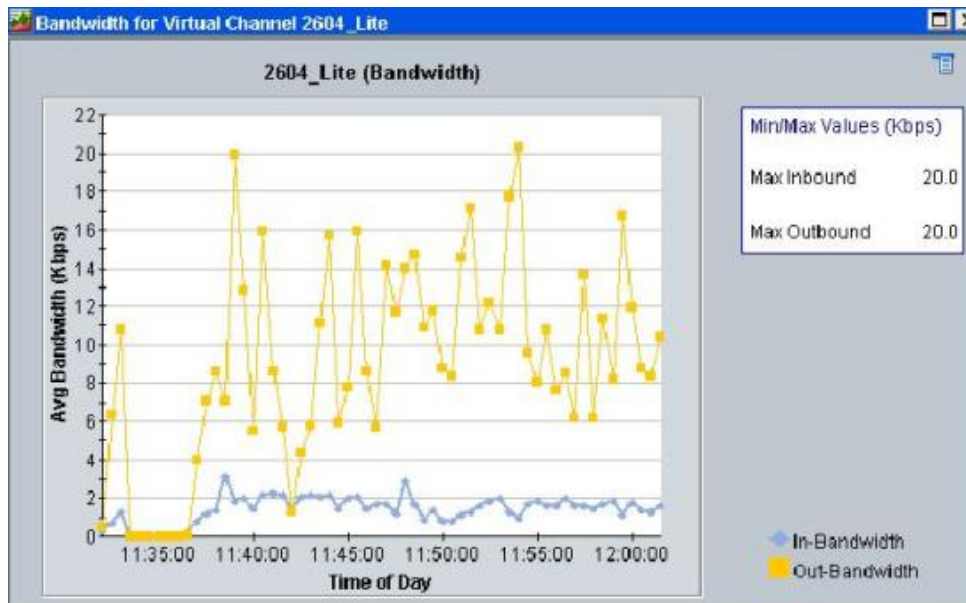 Bandwidth for Virtual Channel 2604_Lite
2604_Lite (Bandwidth)
Min/Max Values (Kbps)
Max Inbound 20.0
Max Outbound 20.0
Avg Bandwidth (Kbps)
22
20
18
16
14
12
10
8
6
4
2
0
11:35:00 11:40:00 11:45:00 11:50:00 11:55:00 12:00:00
Time of Day
In-Bandwidth
Out-Bandwidth